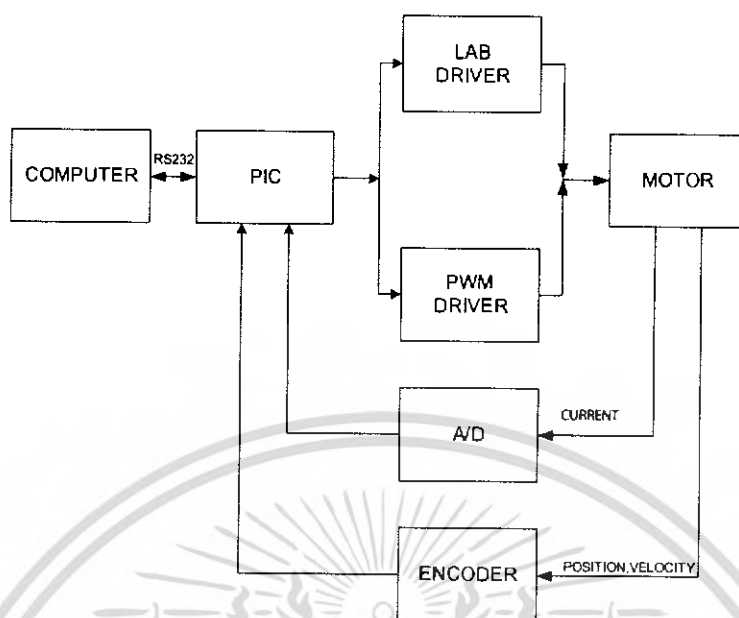 LAB
DRIVER
COMPUTER
RS232
PIC
MOTOR
PWM
DRIVER
A/D
CURRENT
ENCODER
POSITION,VELOCITY